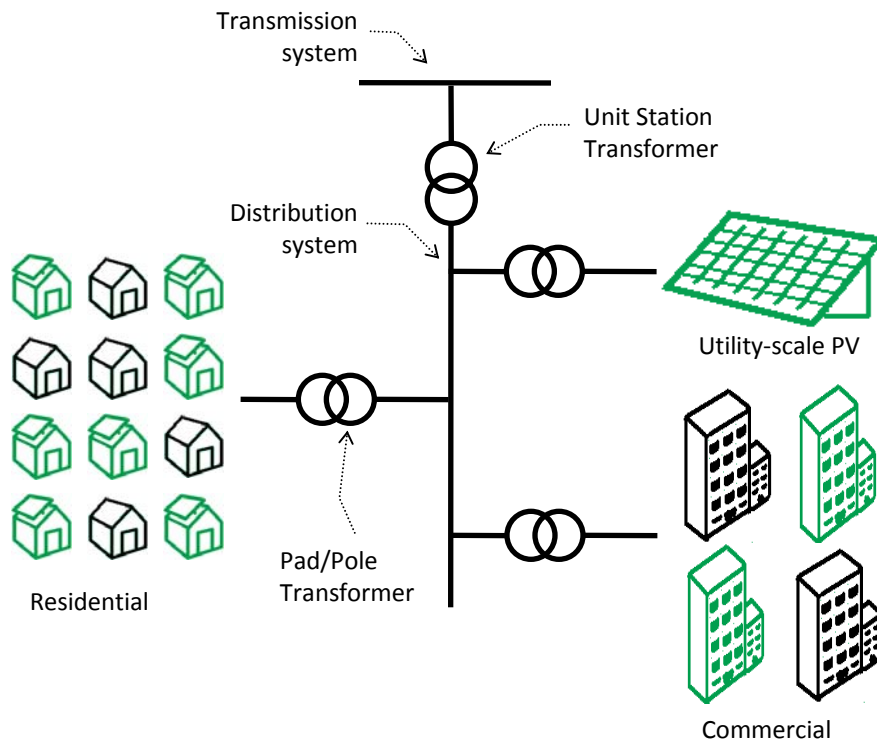 Transmission
system
Unit Station
Transformer
Distribution
system
Utility-scale PV
Pad/Pole
Transformer
Residential
Commercial